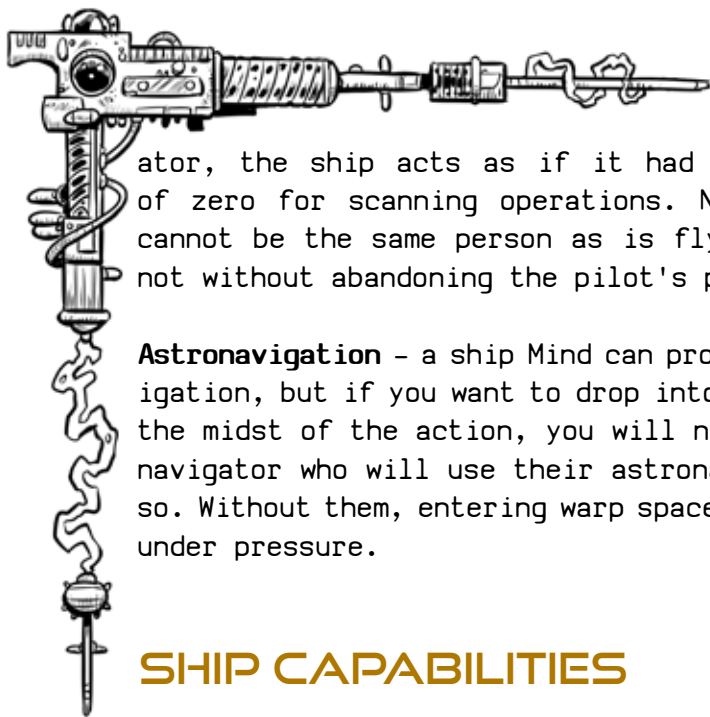 ator, the ship acts as if it had
of zero for scanning operations.
cannot be the same person as is
not without abandoning the pilot's
Astronavigation – a ship Mind can
igation, but if you want to drop into
the midst of the action, you will
navigator who will use their
so. Without them, entering warp space
under pressure.
SHIP CAPABILITIES